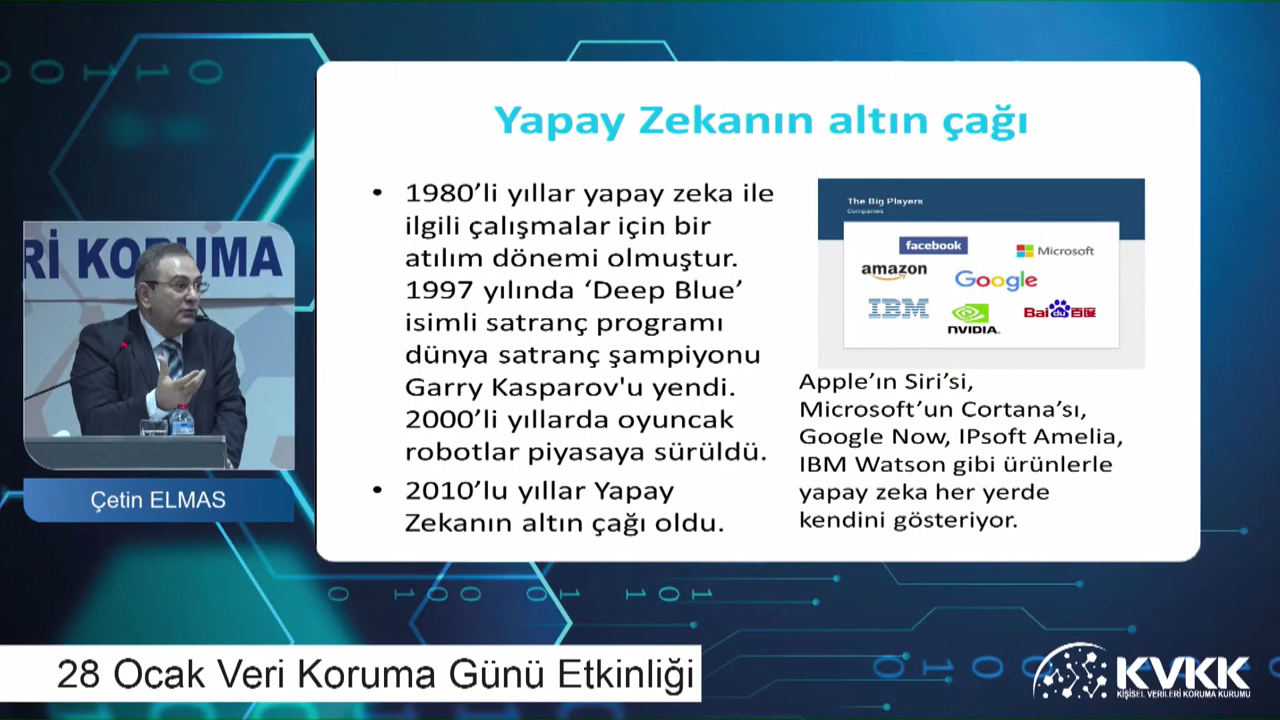 Yapay Zekanın altın çağı
• 1980’li yıllar yapay zeka ile
ilgili çalışmalar için bir
atılım dönemi olmuştur.
1997 yılında ‘Deep Blue’
isimli satranç programı
dünya satranç şampiyonu
Garry Kasparov'u yendi.
2000’li yıllarda oyuncak
robotlar piyasaya sürüldü.
• 2010’lu yıllar Yapay
Zekanın altın çağı oldu.
The Big Players
Companies
facebook
Microsoft
amazon
Google
IBM
NVIDIA.
Bai du 百度
Apple’ın Siri’si,
Microsoft’un Cortana’sı,
Google Now, IPsoft Amelia,
IBM Watson gibi ürünlerle
yapay zeka her yerde
kendini gösteriyor.
Rİ KORUMA
Çetin ELMAS
28 Ocak Veri Koruma Günü Etkinliği
KVKK
KİŞİSEL VERİLERİ KORUMA KURUMU